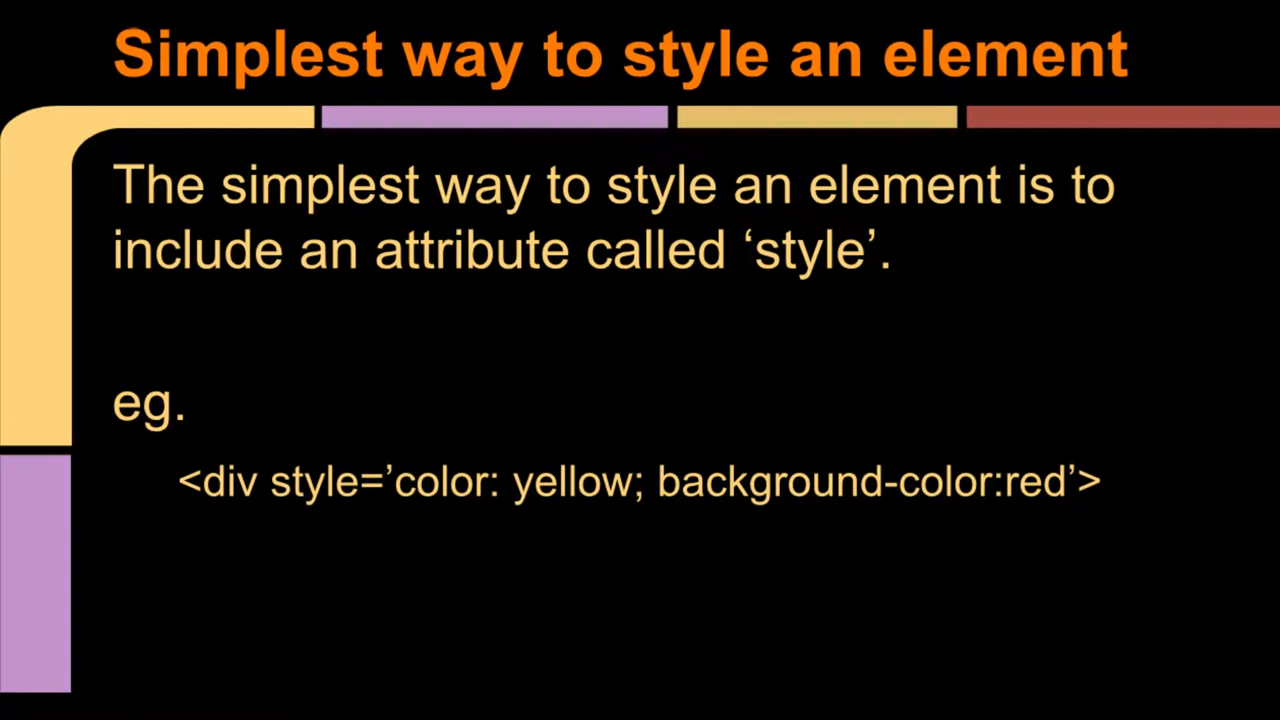 Simplest way to style an element
The simplest way to style an element is to
include an attribute called ‘style’.
eg.
<div style=’color: yellow; background-color:red’>